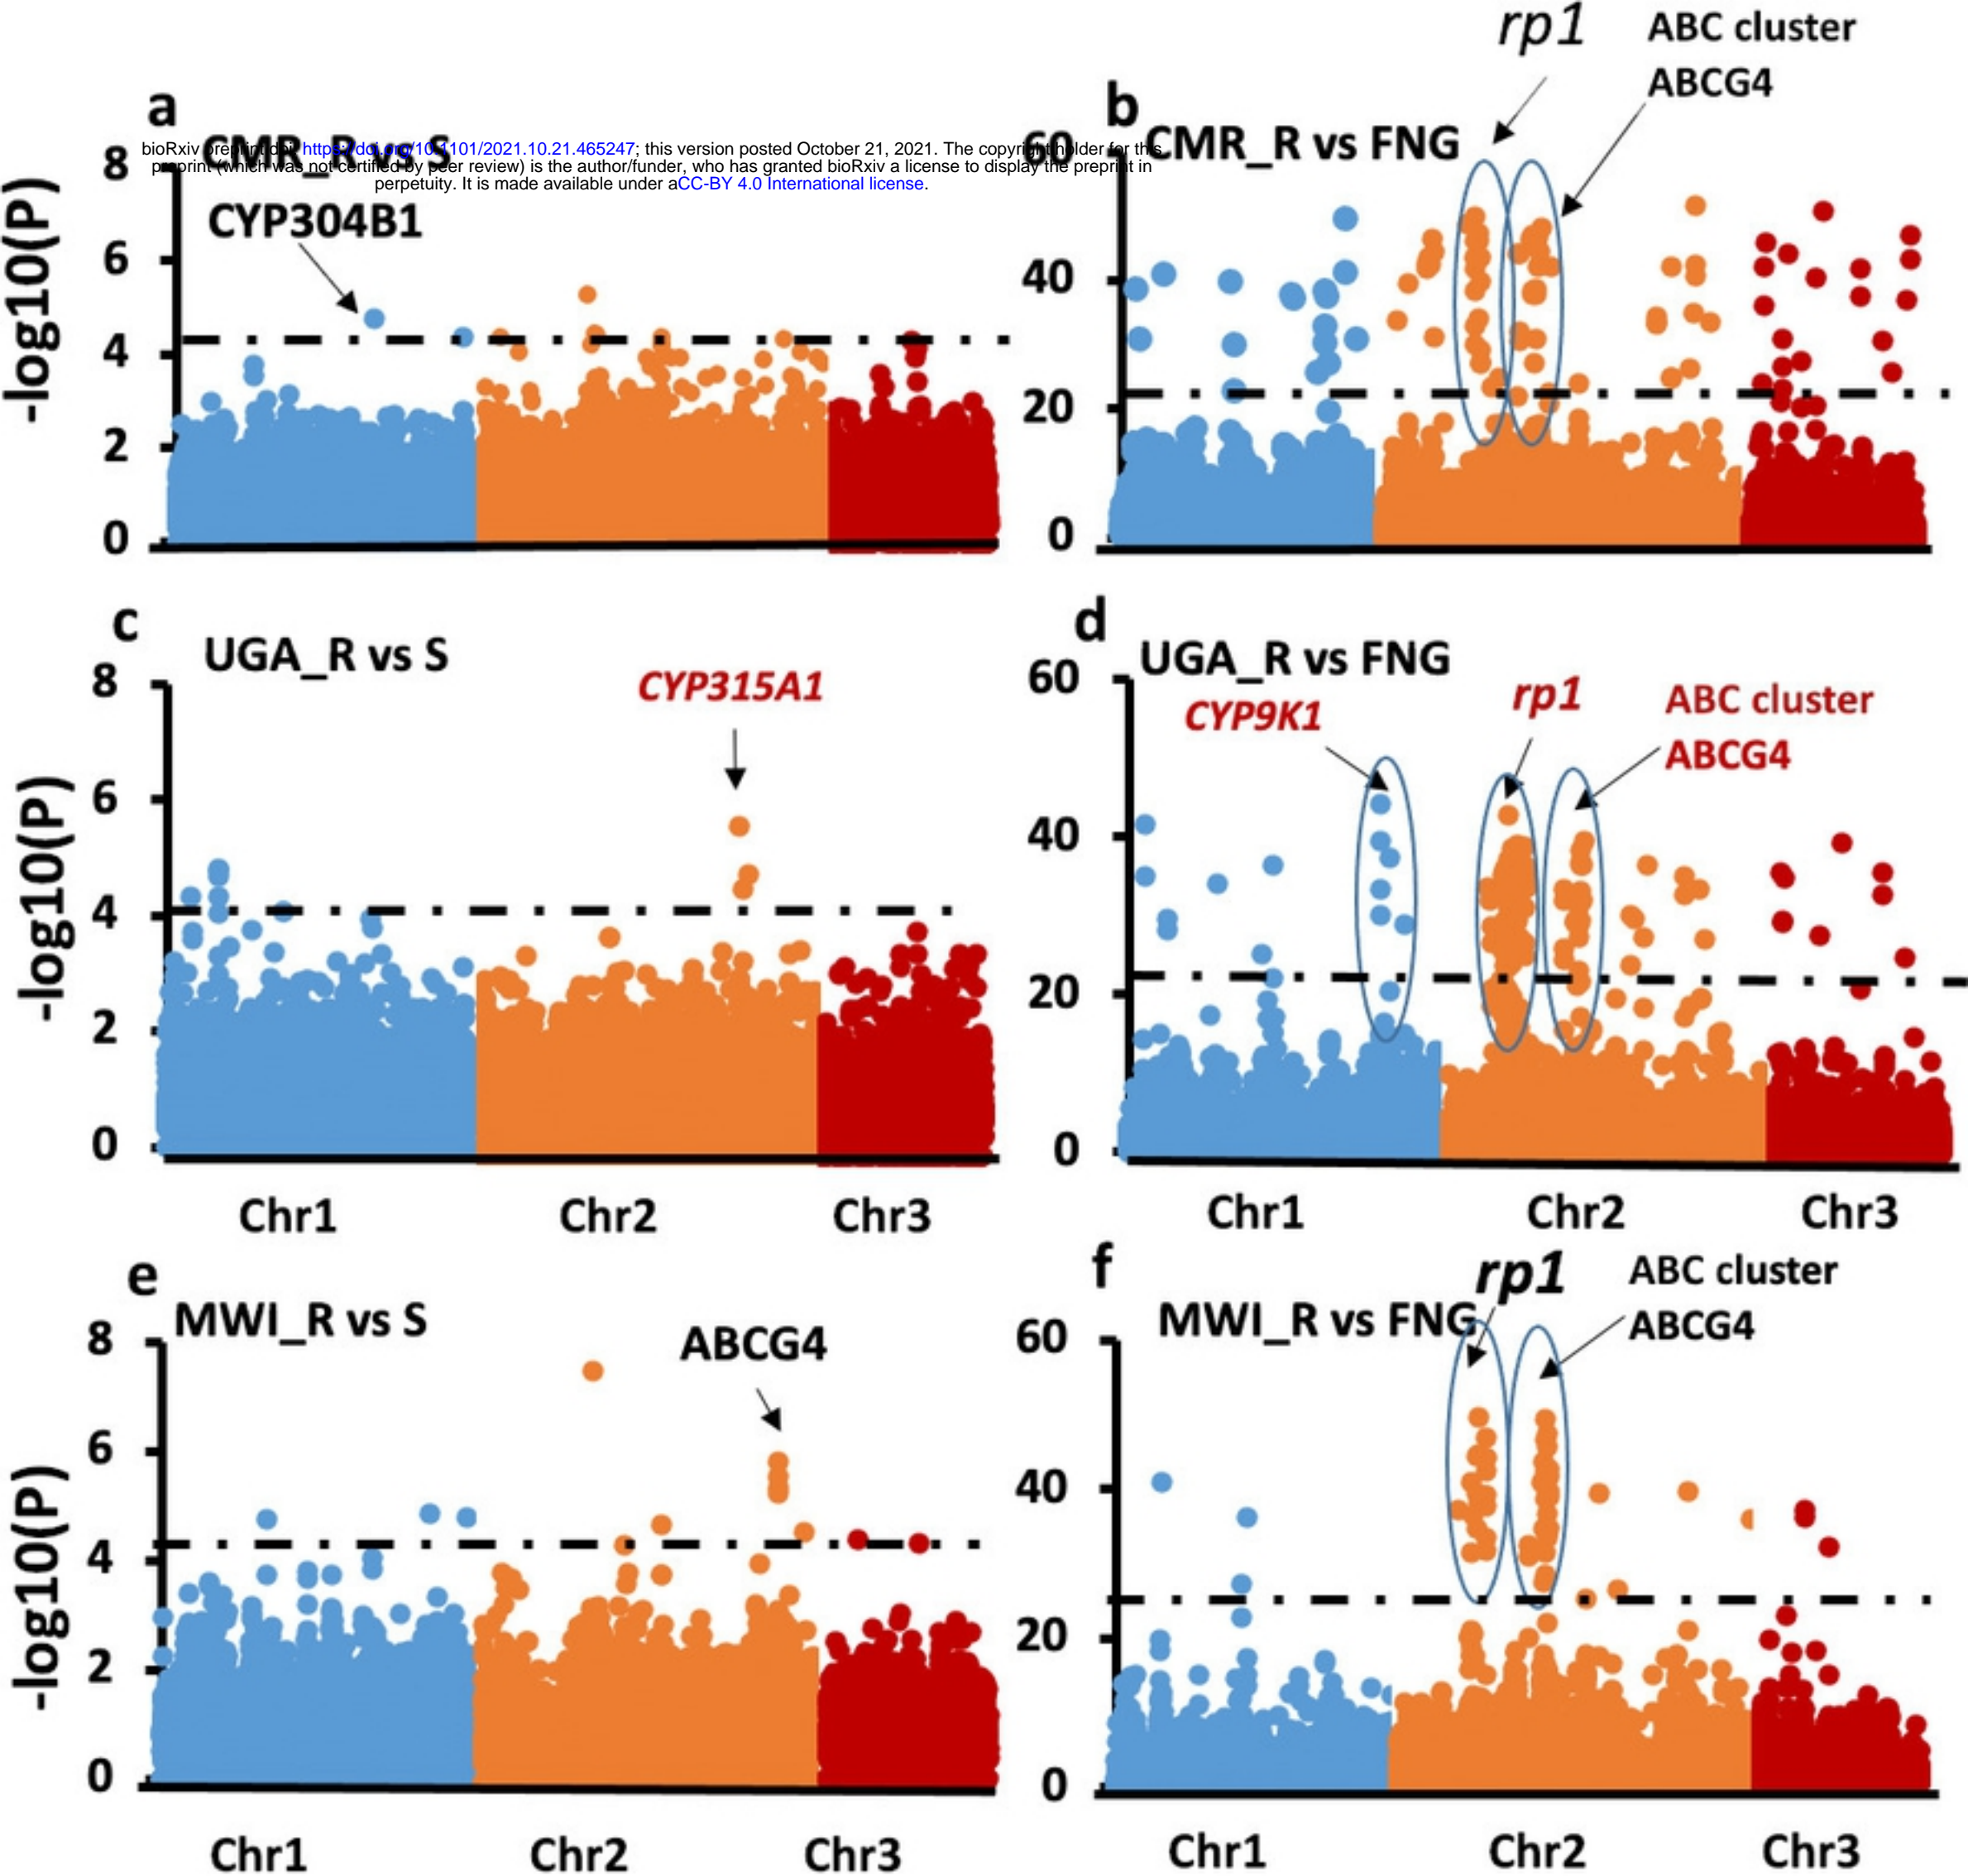 rp1
ABC cluster
ABCG4
a
b
CMR_R vs S
CMR_R vs FNG
bioRxiv preprint doi: https://doi.org/10.1101/2021.10.21.465247; this version posted October 21, 2021. The copyright holder for this
preprint (which was not certified by peer review) is the author/funder, who has granted bioRxiv a license to display the preprint in
perpetuity. It is made available under aCC-BY 4.0 International license.
CYP304B1
-log10(P)
8
6
4
2
0
60
40
20
0
c
UGA_R vs S
CYP315A1
-log10(P)
8
6
4
2
0
Chr1
Chr2
Chr3
d
UGA_R vs FNG
CYP9K1
rp1
ABC cluster
ABCG4
60
40
20
0
Chr1
Chr2
Chr3
e
MWI_R vs S
ABCG4
-log10(P)
8
6
4
2
0
Chr1
Chr2
Chr3
f
rp1
ABC cluster
ABCG4
MWI_R vs FNG
60
40
20
0
Chr1
Chr2
Chr3